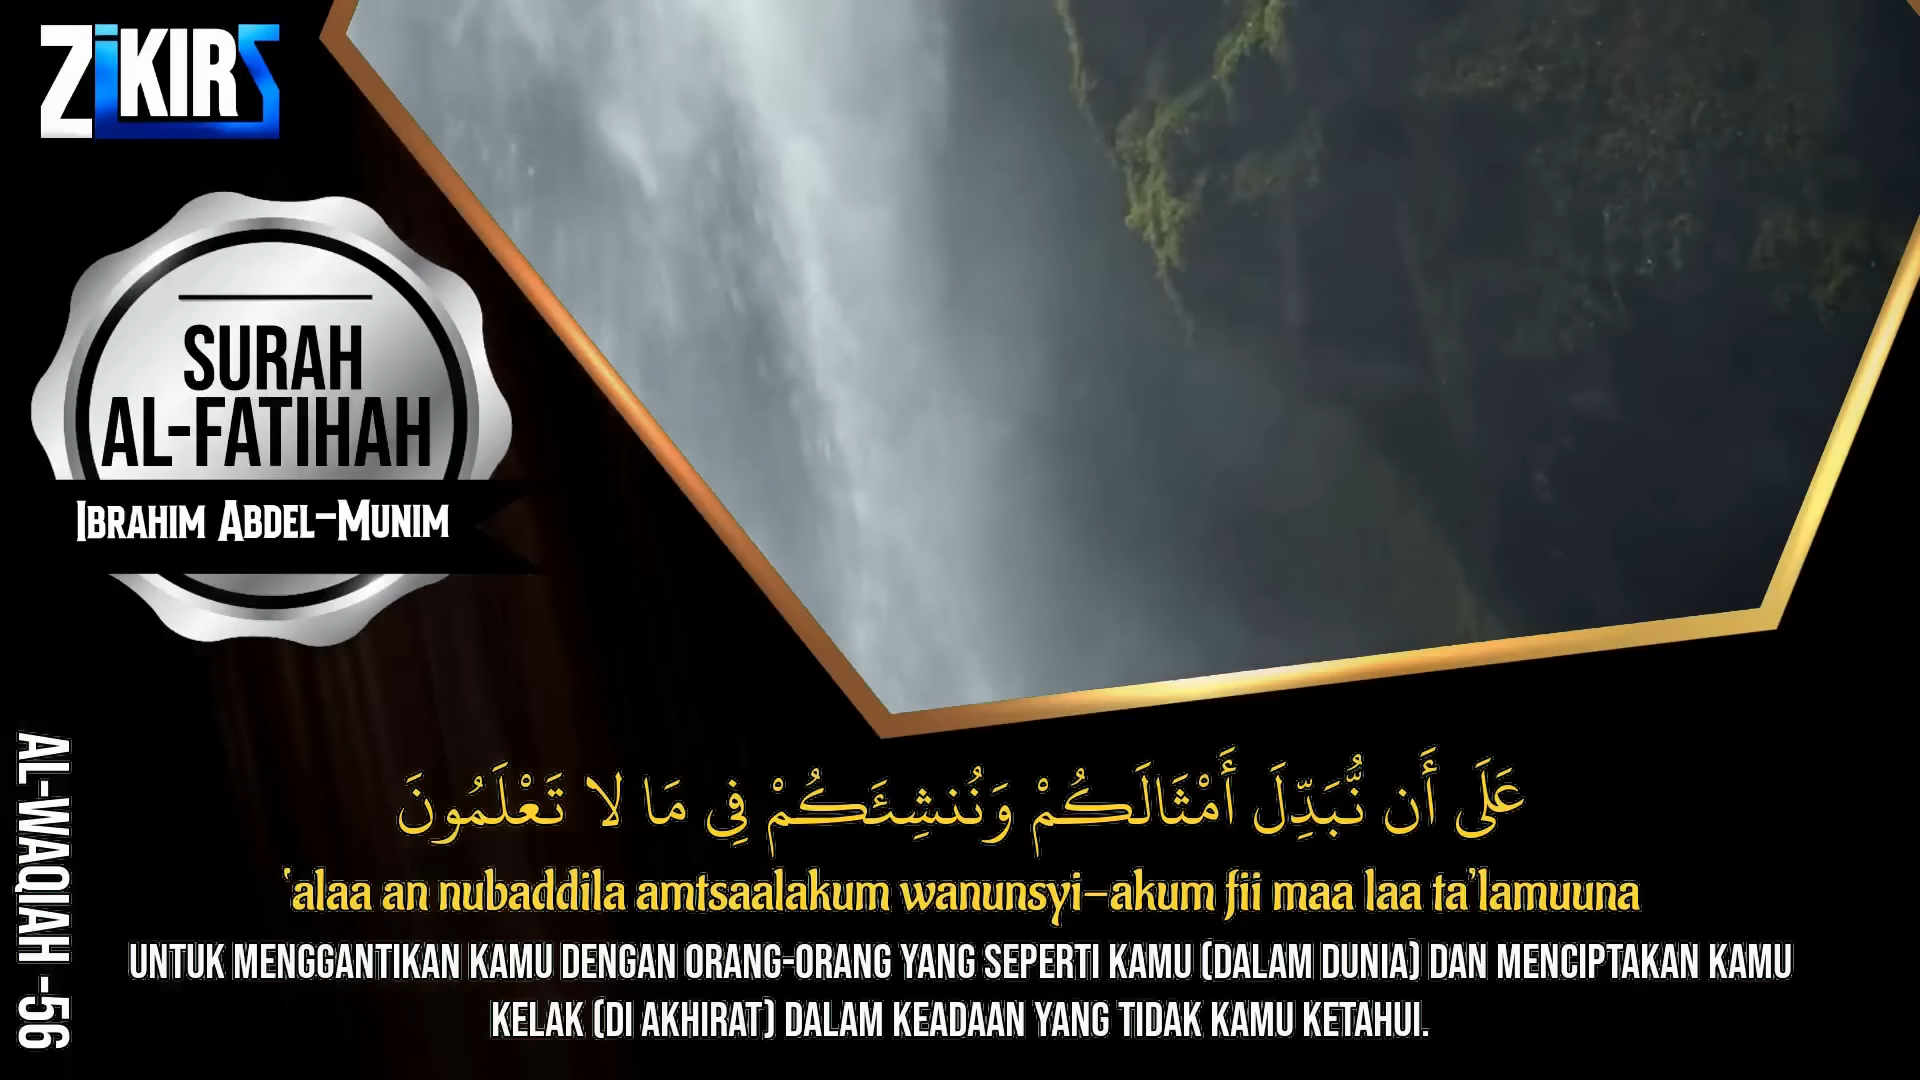 ZiKIRS
SURAH
AL-FATIHAH
IBRAHIM ABDEL-MUNIM
AL-WAQIAH -56
عَلَى أَن نُّبَدِّلَ أَمْثَالَكُمْ وَنُنشِئَكُمْ فِى مَا لا تَعْلَمُونَ
'alaa an nubaddila amtsaalakum wanunsyi-akum fii maa laa ta'lamuuna
UNTUK MENGGANTIKAN KAMU DENGAN ORANG-ORANG YANG SEPERTI KAMU (DALAM DUNIA) DAN MENCIPTAKAN KAMU
KELAK (DI AKHIRAT) DALAM KEADAAN YANG TIDAK KAMU KETAHUI.